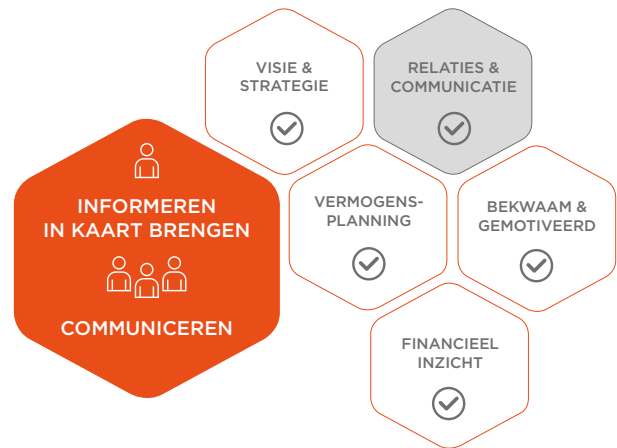 VISIE &
STRATEGIE
RELATIES &
COMMUNICATIE
INFORMEREN
IN KAART BRENGEN
COMMUNICEREN
VERMOGENS-
PLANNING
BEKWAAM &
GEMOTIVEERD
FINANCIEEL
INZICHT